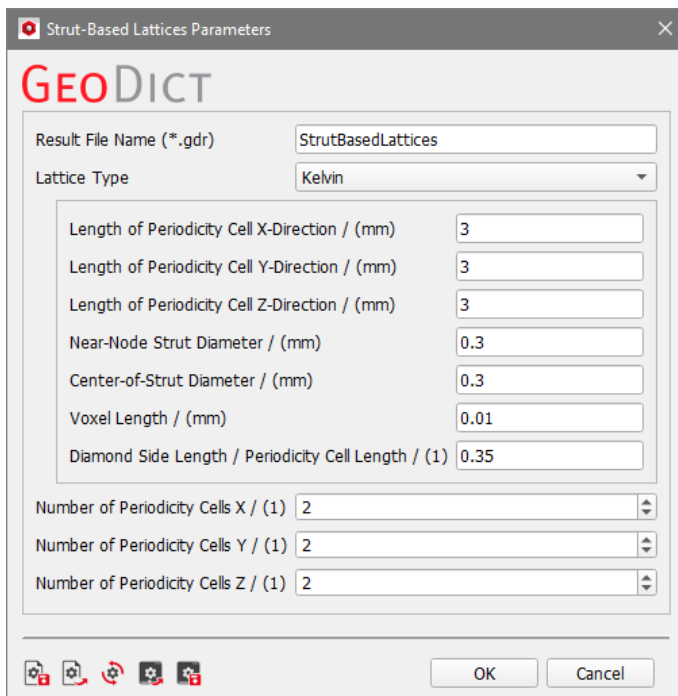 Strut-Based Lattices Parameters
GEODICT
Result File Name (*.gdr) StrutBasedLattices
Lattice Type Kelvin
Length of Periodicity Cell X-Direction / (mm) 3
Length of Periodicity Cell Y-Direction / (mm) 3
Length of Periodicity Cell Z-Direction / (mm) 3
Near-Node Strut Diameter / (mm) 0.3
Center-of-Strut Diameter / (mm) 0.3
Voxel Length / (mm) 0.01
Diamond Side Length / Periodicity Cell Length / (1) 0.35
Number of Periodicity Cells X / (1) 2
Number of Periodicity Cells Y / (1) 2
Number of Periodicity Cells Z / (1) 2
OK Cancel